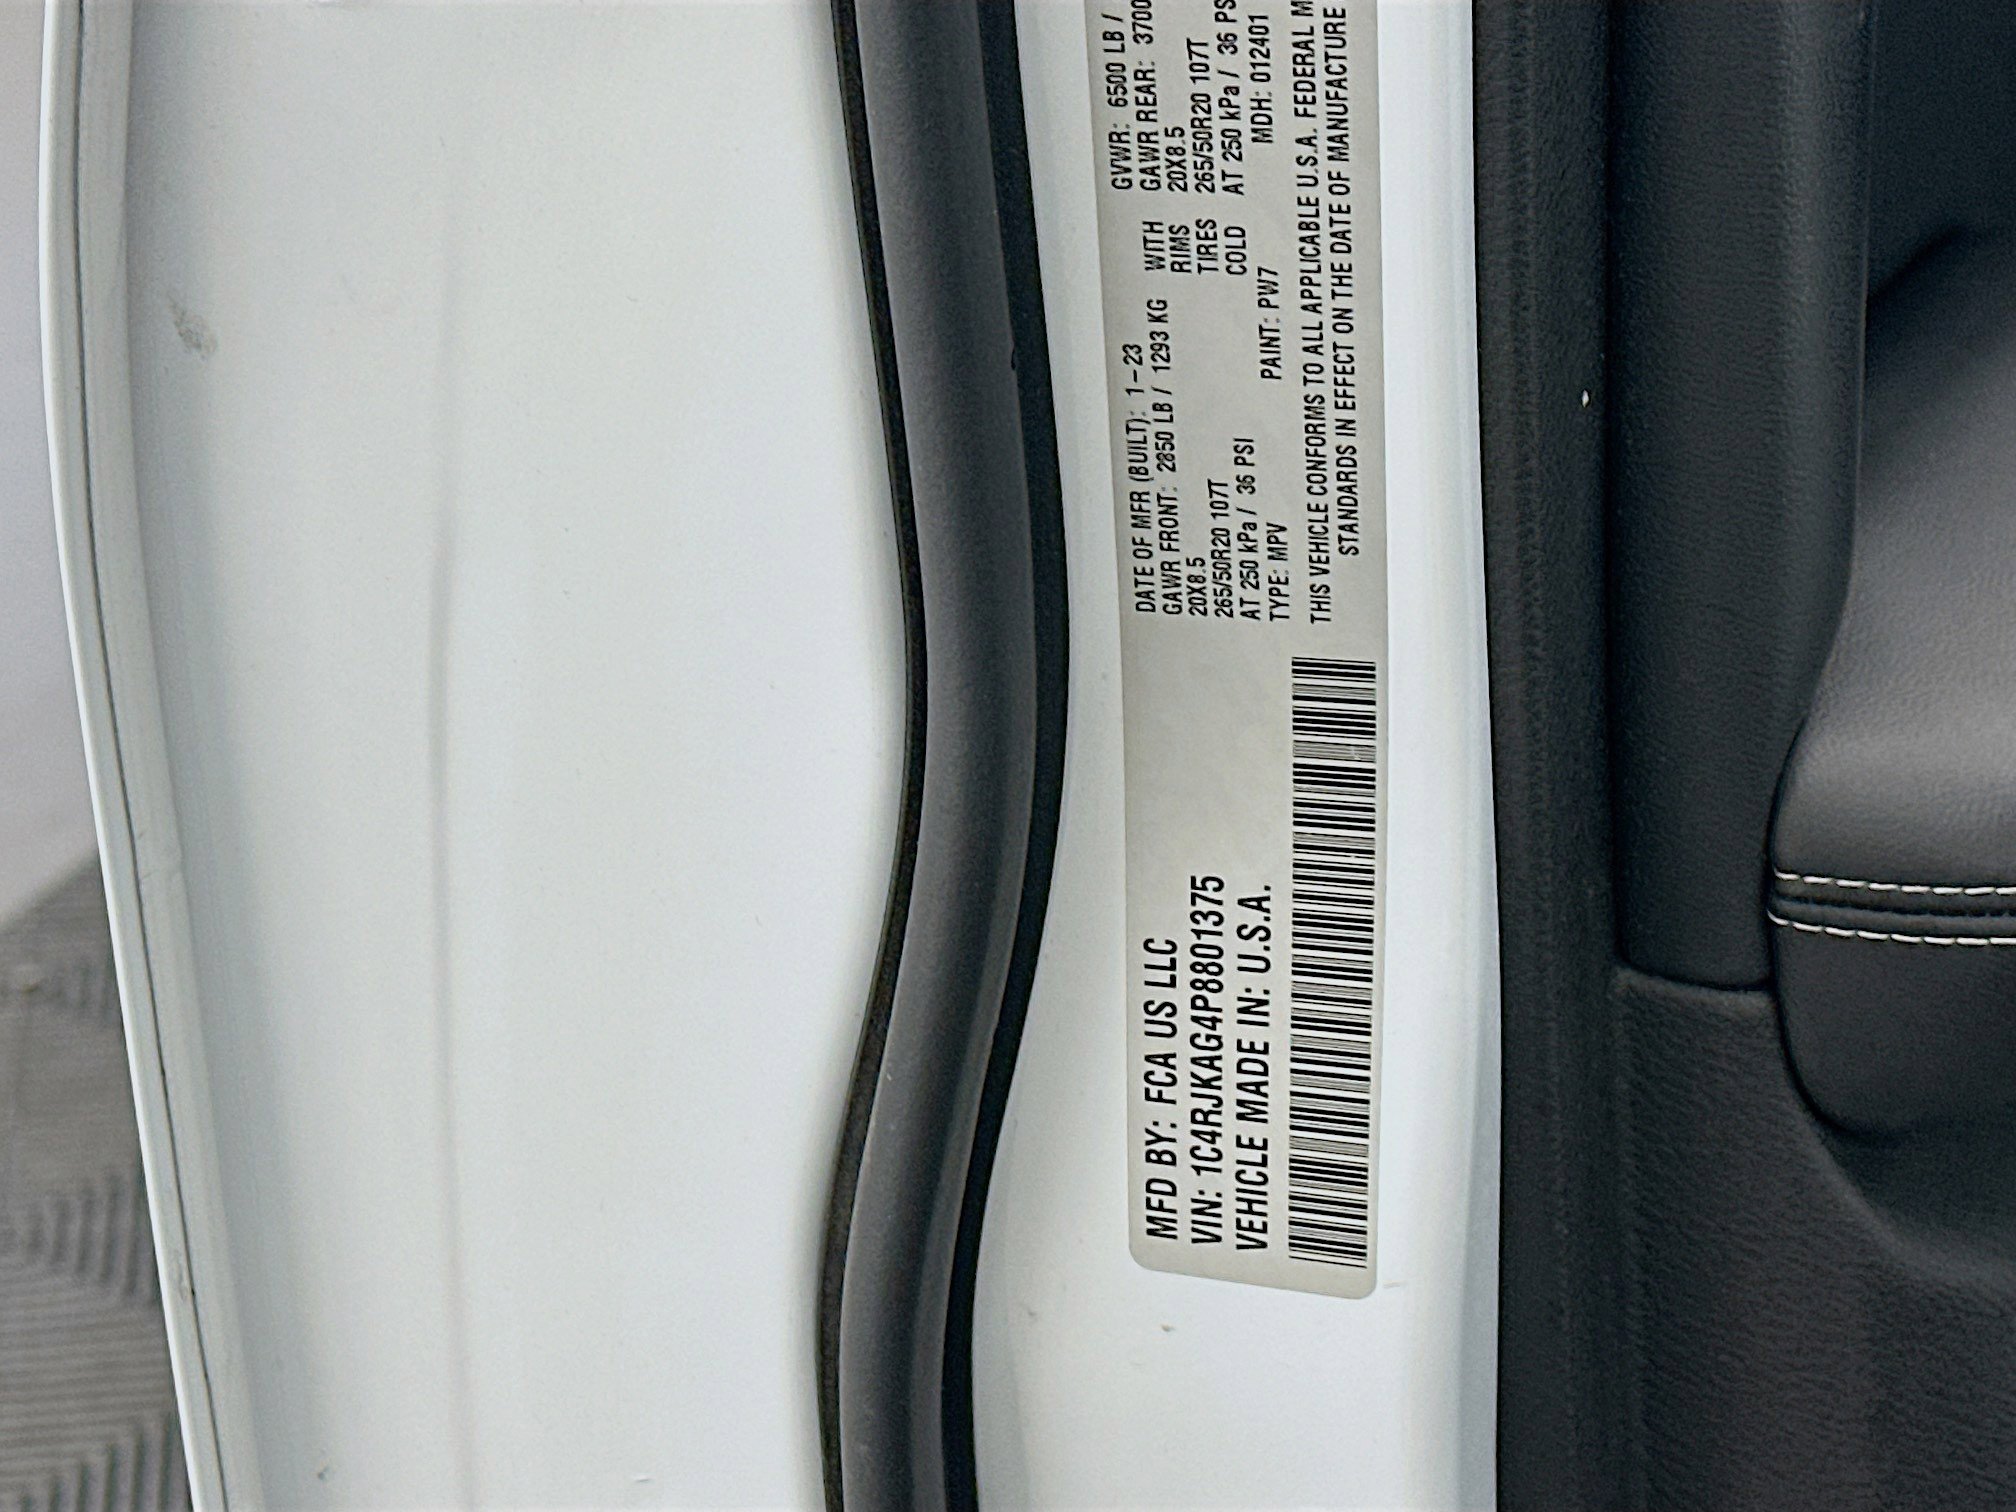 MFD BY: FCA US LLC
VIN: 1C4RJKAG4P8801375
VEHICLE MADE IN: U.S.A.
DATE OF MFR (BUILT): 1-23 GVWR: 6500 LB /
GAWR FRONT: 2850 LB / 1293 KG WITH GAWR REAR: 3700
20X8.5 RIMS 20X8.5
265/50R20 107T TIRES 265/50R20 107T
AT 250 kPa / 36 PSI COLD AT 250 kPa / 36 PS
TYPE: MPV PAINT: PW7 MDH: 012401
THIS VEHICLE CONFORMS TO ALL APPLICABLE U.S.A. FEDERAL M
STANDARDS IN EFFECT ON THE DATE OF MANUFACTURE